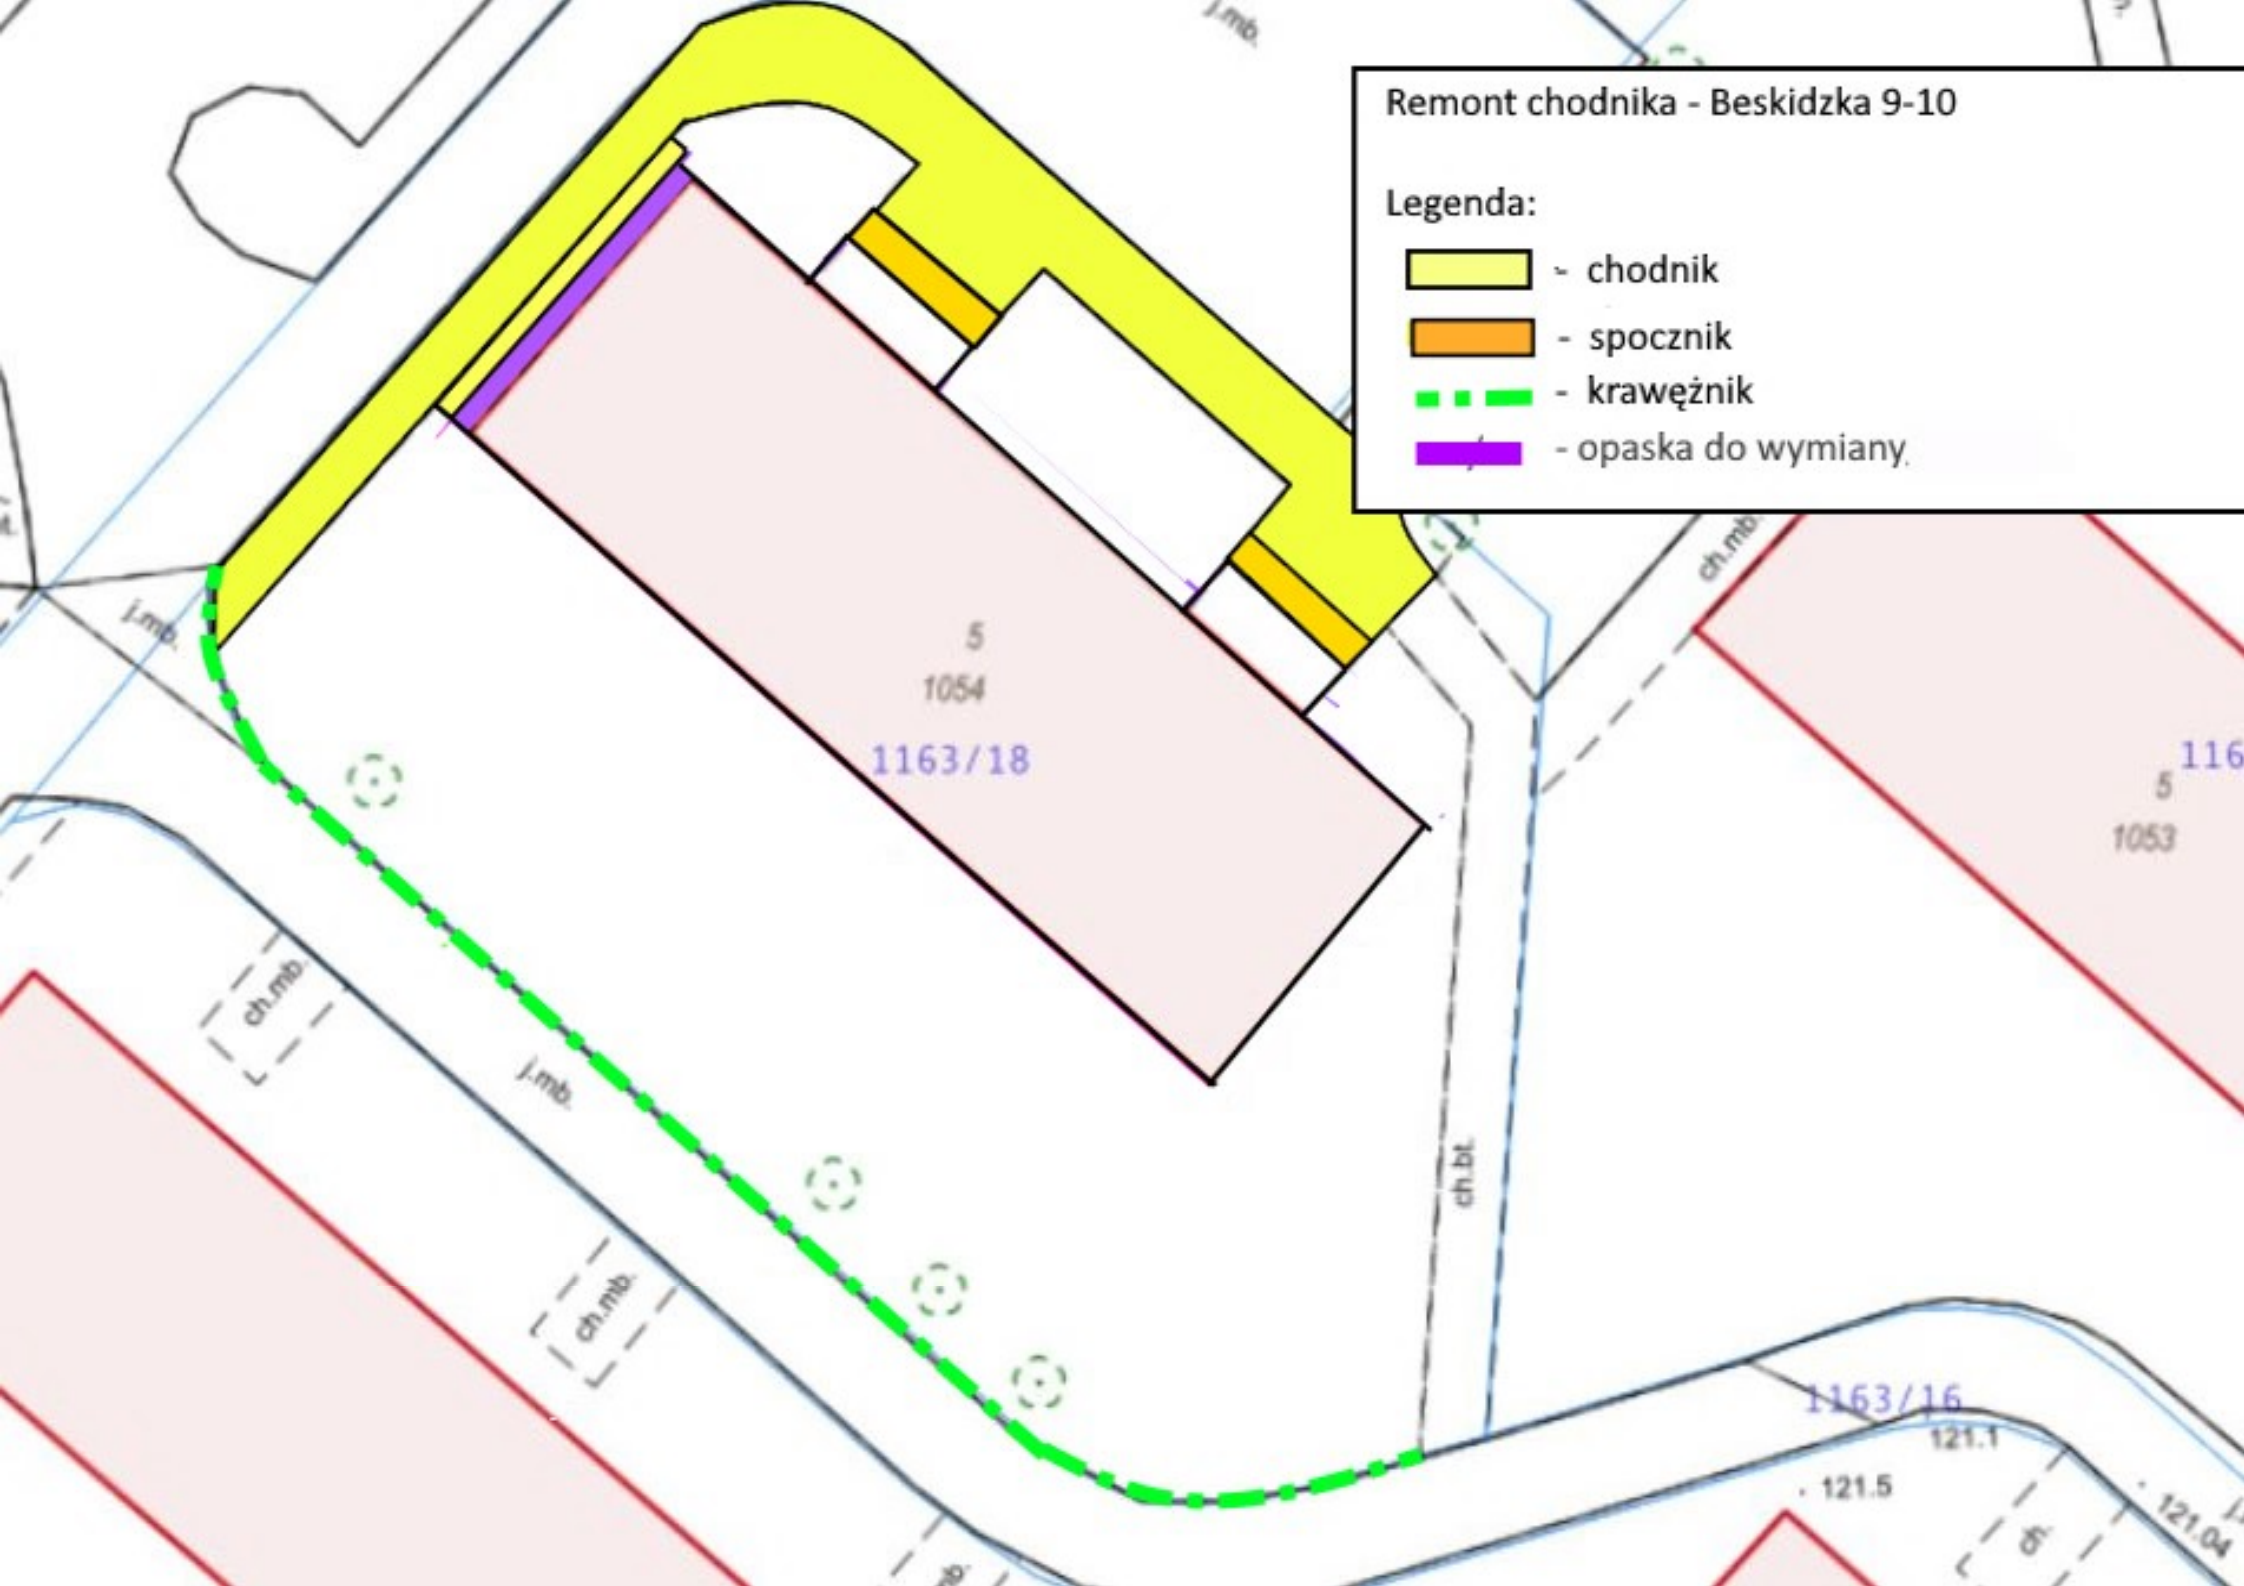 j.mb.
Remont chodnika - Beskidzka 9-10
Legenda:
- chodnik
- spocznik
- krawężnik
- opaska do wymiany
ch.mb.
j.mb.
5
1054
1163/18
116
5
1053
ch.mb.
j.mb.
ch.bt.
ch.mb.
1163/16
121.1
121.5
121.04